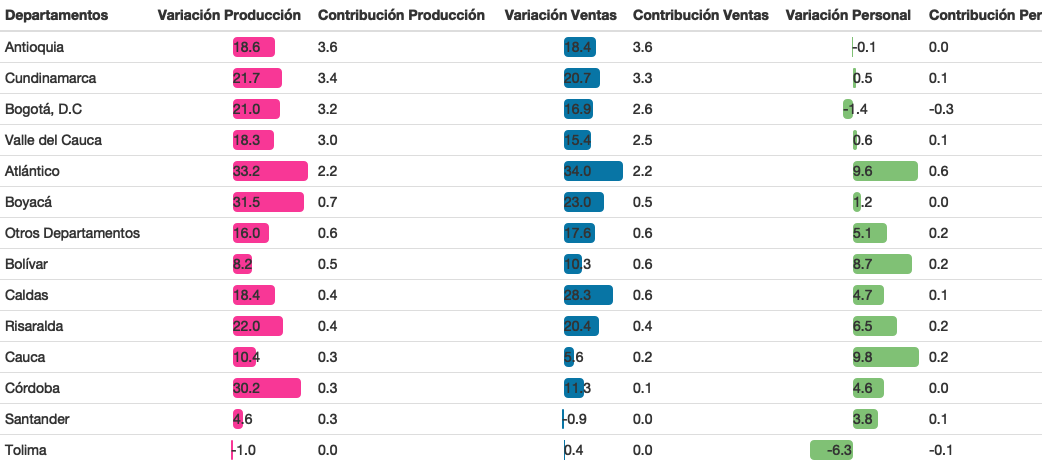 Departamentos Variación Producción Contribución Producción Variación Ventas Contribución Ventas Variación Personal Contribución Per
Antioquia 18.6 3.6 18.4 3.6 -0.1 0.0
Cundinamarca 21.7 3.4 20.7 3.3 0.5 0.1
Bogotá, D.C 21.0 3.2 16.9 2.6 -1.4 -0.3
Valle del Cauca 18.3 3.0 15.4 2.5 0.6 0.1
Atlántico 33.2 2.2 34.0 2.2 9.6 0.6
Boyacá 31.5 0.7 23.0 0.5 1.2 0.0
Otros Departamentos 16.0 0.6 17.6 0.6 5.1 0.2
Bolívar 8.2 0.5 10.3 0.6 8.7 0.2
Caldas 18.4 0.4 28.3 0.6 4.7 0.1
Risaralda 22.0 0.4 20.4 0.4 6.5 0.2
Cauca 10.4 0.3 5.6 0.2 9.8 0.2
Córdoba 30.2 0.3 11.3 0.1 4.6 0.0
Santander 4.6 0.3 -0.9 0.0 3.8 0.1
Tolima -1.0 0.0 0.4 0.0 -6.3 -0.1